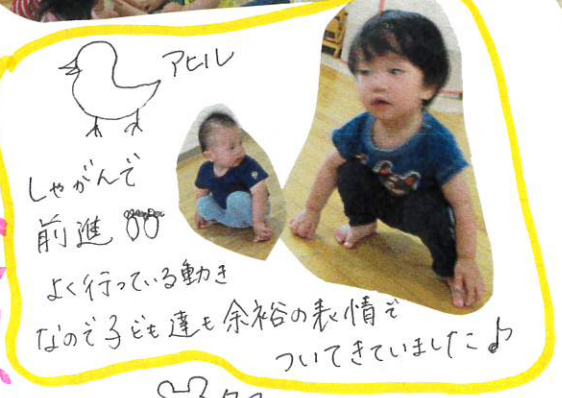 アヒル
しゃがんで
前進
よく行っている動き
なので子ども達も余裕の表情で
ついてきていました♪